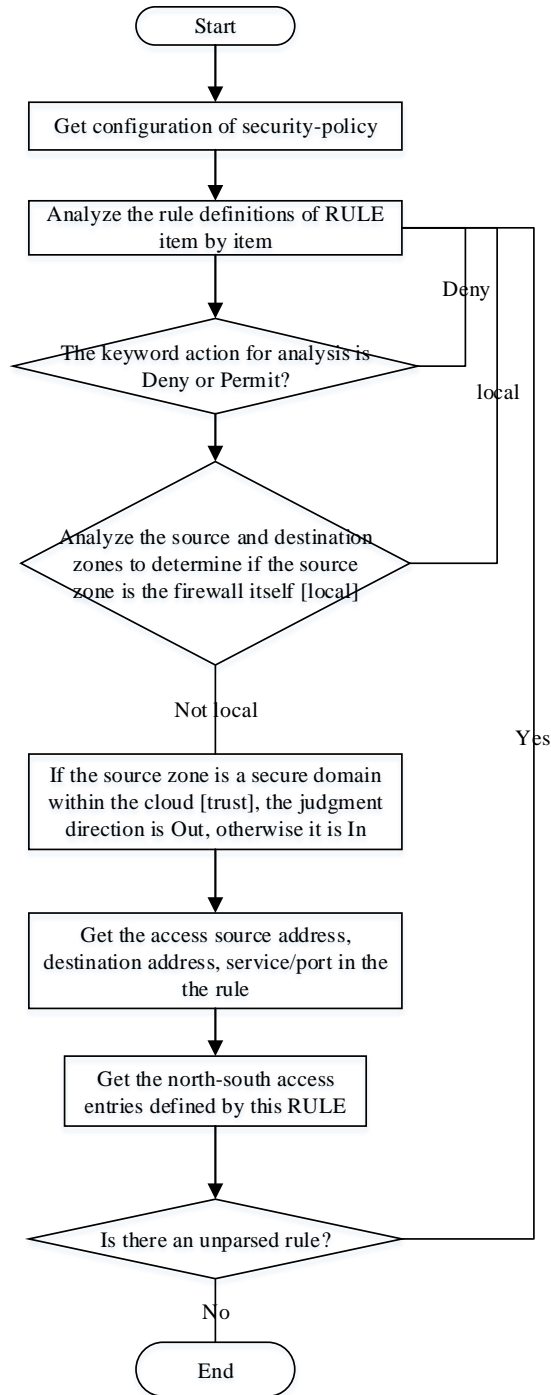 Start
Get configuration of security-policy
Analyze the rule definitions of RULE
item by item
Deny
The keyword action for analysis is
Deny or Permit?
local
Analyze the source and destination
zones to determine if the source
zone is the firewall itself [local]
Not local
Yes
If the source zone is a secure domain
within the cloud [trust], the judgment
direction is Out, otherwise it is In
Get the access source address,
destination address, service/port in the
the rule
Get the north-south access
entries defined by this RULE
Is there an unparsed rule?
No
End